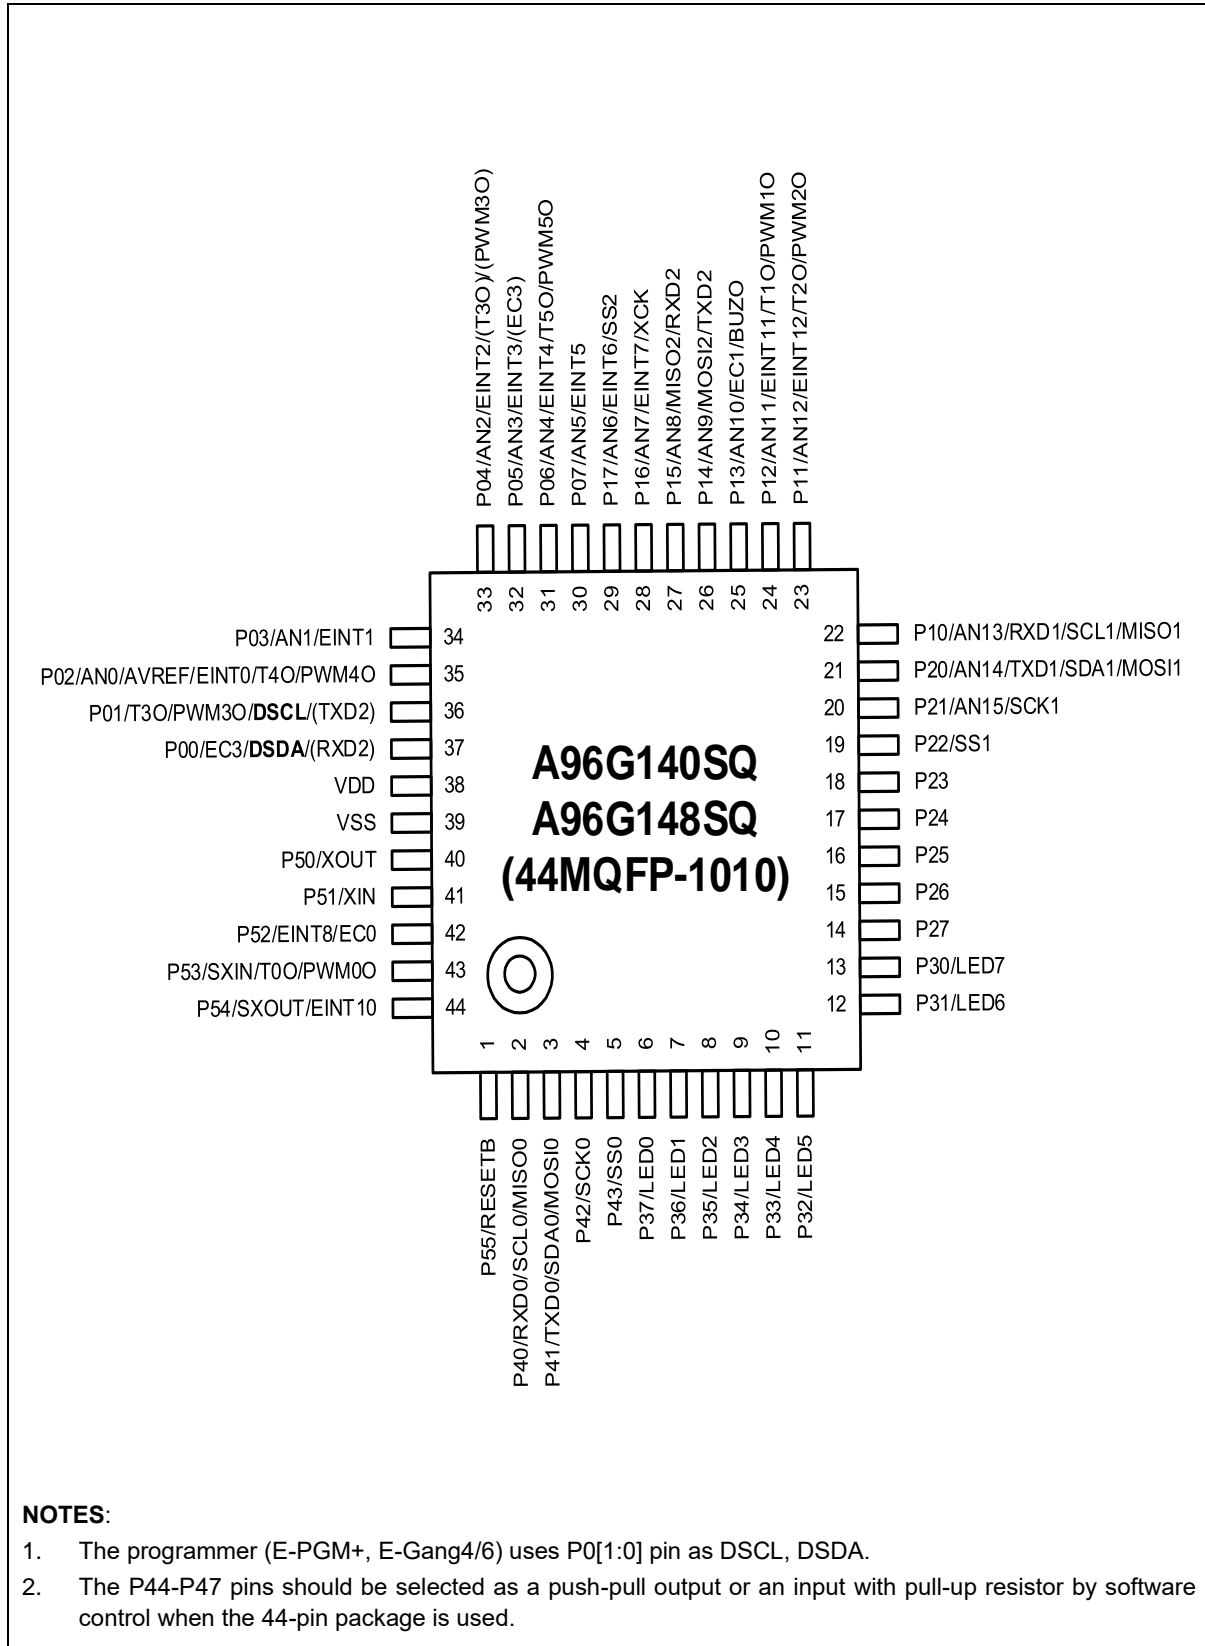 P04/AN2/EINT2/(T3O)/(PWM3O)
P05/AN3/EINT3/(EC3)
P06/AN4/EINT4/T5O/PWM5O
P07/AN5/EINT5
P17/AN6/EINT6/SS2
P16/AN7/EINT7/XCK
P15/AN8/MISO2/RXD2
P14/AN9/MOSI2/TXD2
P13/AN10/EC1/BUZO
P12/AN11/EINT11/T1O/PWM1O
P11/AN12/EINT12/T2O/PWM2O
33 32 31 30 29 28 27 26 25 24 23
P03/AN1/EINT1 34
P02/AN0/AVREF/EINT0/T4O/PWM4O 35
P01/T3O/PWM3O/DSCL/(TXD2) 36
P00/EC3/DSDA/(RXD2) 37
VDD 38
VSS 39
P50/XOUT 40
P51/XIN 41
P52/EINT8/EC0 42
P53/SXIN/T0O/PWM0O 43
P54/SXOUT/EINT10 44
A96G140SQ
A96G148SQ
(44MQFP-1010)
22 P10/AN13/RXD1/SCL1/MISO1
21 P20/AN14/TXD1/SDA1/MOSI1
20 P21/AN15/SCK1
19 P22/SS1
18 P23
17 P24
16 P25
15 P26
14 P27
13 P30/LED7
12 P31/LED6
1 2 3 4 5 6 7 8 9 10 11
P55/RESETB
P40/RXD0/SCL0/MISO0
P41/TXD0/SDA0/MOSI0
P42/SCK0
P43/SS0
P37/LED0
P36/LED1
P35/LED2
P34/LED3
P33/LED4
P32/LED5
NOTES:
1. The programmer (E-PGM+, E-Gang4/6) uses P0[1:0] pin as DSCL, DSDA.
2. The P44-P47 pins should be selected as a push-pull output or an input with pull-up resistor by software
control when the 44-pin package is used.